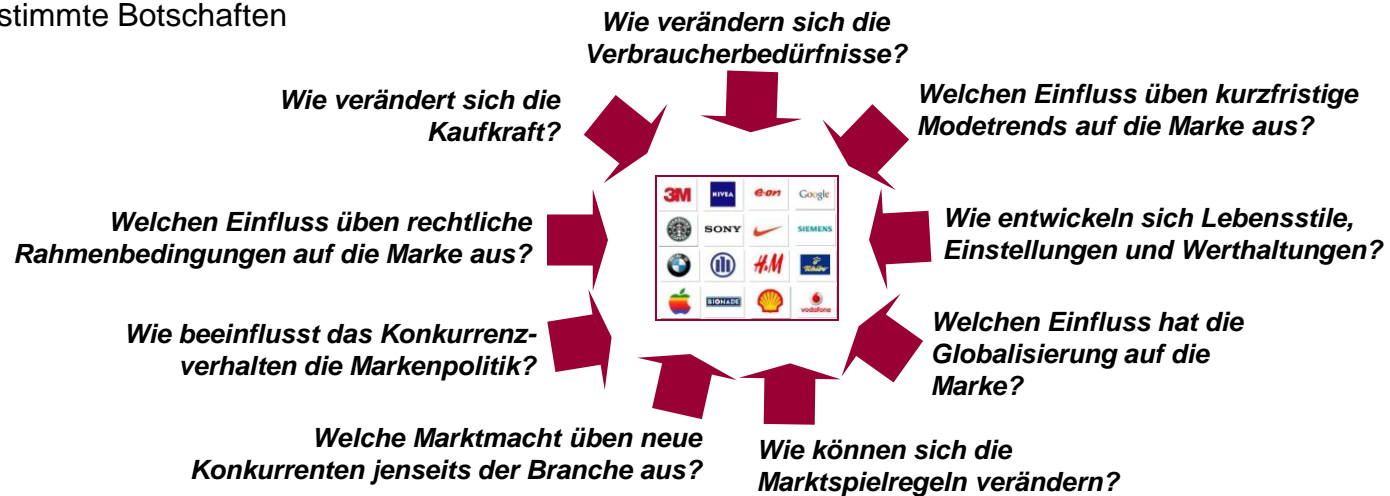 stimmte Botschaften
Wie verändern sich die
Verbraucherbedürfnisse?
Wie verändert sich die
Kaufkraft?
Welchen Einfluss üben kurzfristige
Modetrends auf die Marke aus?
Welchen Einfluss üben rechtliche
Rahmenbedingungen auf die Marke aus?
3M NIVEA e·on Google
SONY SIEMENS
H&M Tchibo
BIONADE vodafone
Wie entwickeln sich Lebensstile,
Einstellungen und Werthaltungen?
Wie beeinflusst das Konkurrenz-
verhalten die Markenpolitik?
Welchen Einfluss hat die
Globalisierung auf die
Marke?
Welche Marktmacht üben neue
Konkurrenten jenseits der Branche aus?
Wie können sich die
Marktspielregeln verändern?